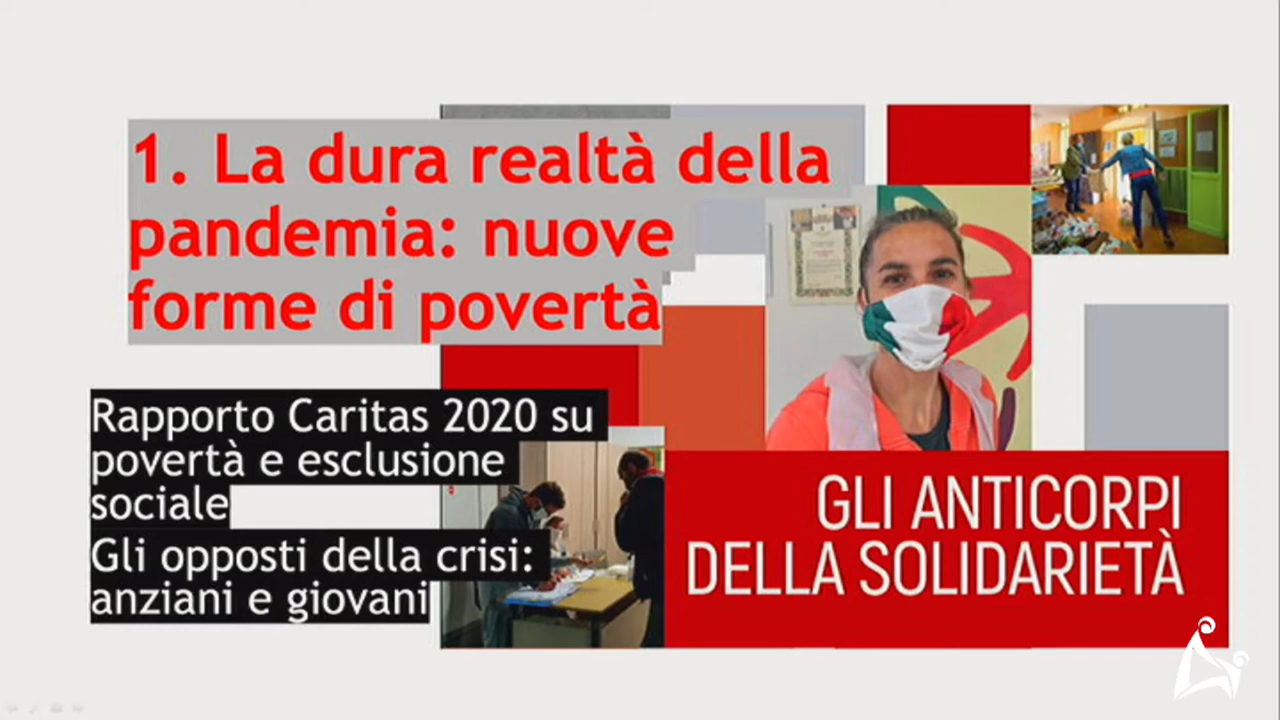 1. La dura realtà della
pandemia: nuove
forme di povertà
Rapporto Caritas 2020 su
povertà e esclusione
sociale
Gli opposti della crisi:
anziani e giovani
GLI ANTICORPI
DELLA SOLIDARIETÀ